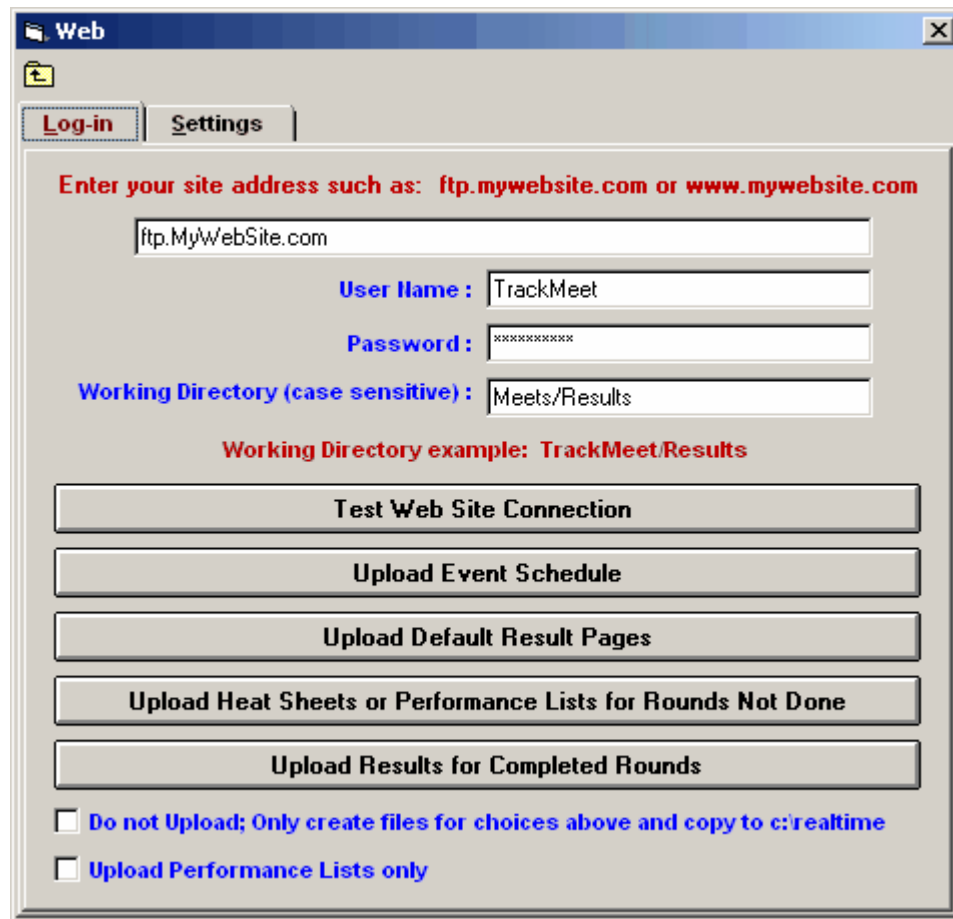 Web
Log-in Settings
Enter your site address such as: ftp.mywebsite.com or www.mywebsite.com
ftp.MyWebSite.com
User Name : TrackMeet
Password : **********
Working Directory (case sensitive) : Meets/Results
Working Directory example: TrackMeet/Results
Test Web Site Connection
Upload Event Schedule
Upload Default Result Pages
Upload Heat Sheets or Performance Lists for Rounds Not Done
Upload Results for Completed Rounds
Do not Upload; Only create files for choices above and copy to c:\realtime
Upload Performance Lists only